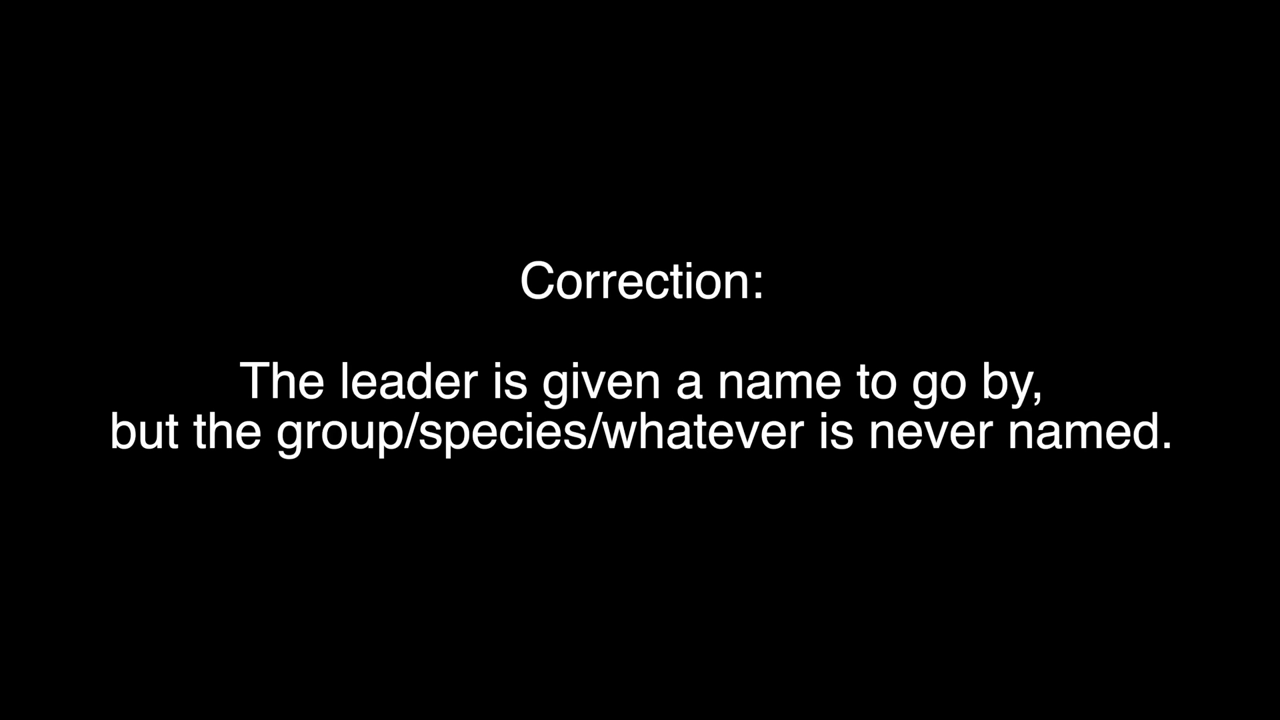 Correction:
The leader is given a name to go by,
but the group/species/whatever is never named.